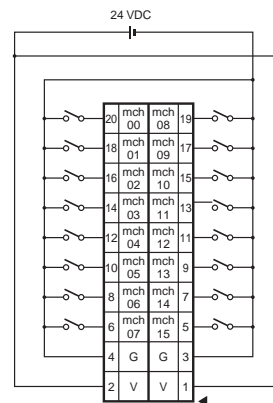 24 VDC
20 mch 00 mch 08 19
18 mch 01 mch 09 17
16 mch 02 mch 10 15
14 mch 03 mch 11 13
12 mch 04 mch 12 11
10 mch 05 mch 13 9
8 mch 06 mch 14 7
6 mch 07 mch 15 5
4 G G 3
2 V V 1